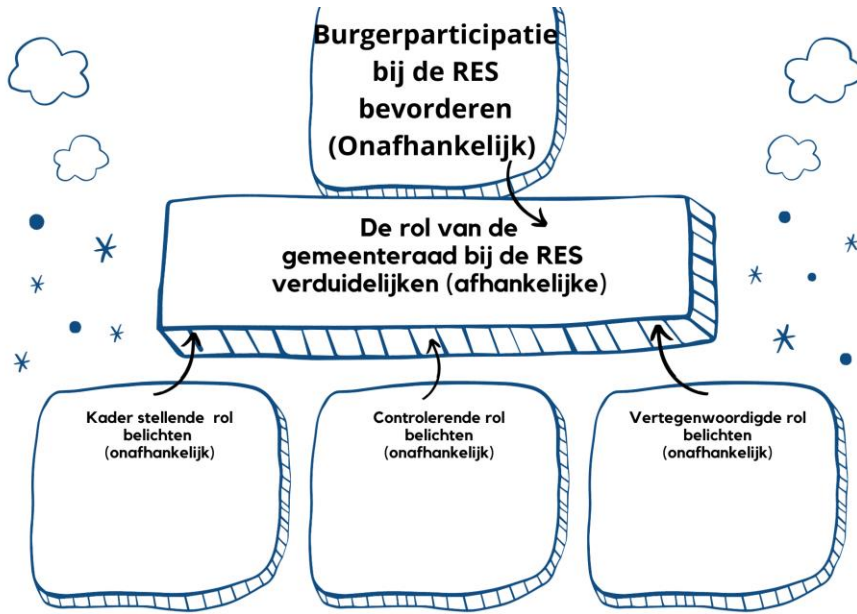 Burgerparticipatie
bij de RES
bevorderen
(Onafhankelijk)
De rol van de
gemeenteraad bij de RES
verduidelijken (afhankelijke)
Kader stellende rol
belichten
(onafhankelijk)
Controlerende rol
belichten
(onafhankelijk)
Vertegenwoordigde rol
belichten
(onafhankelijk)